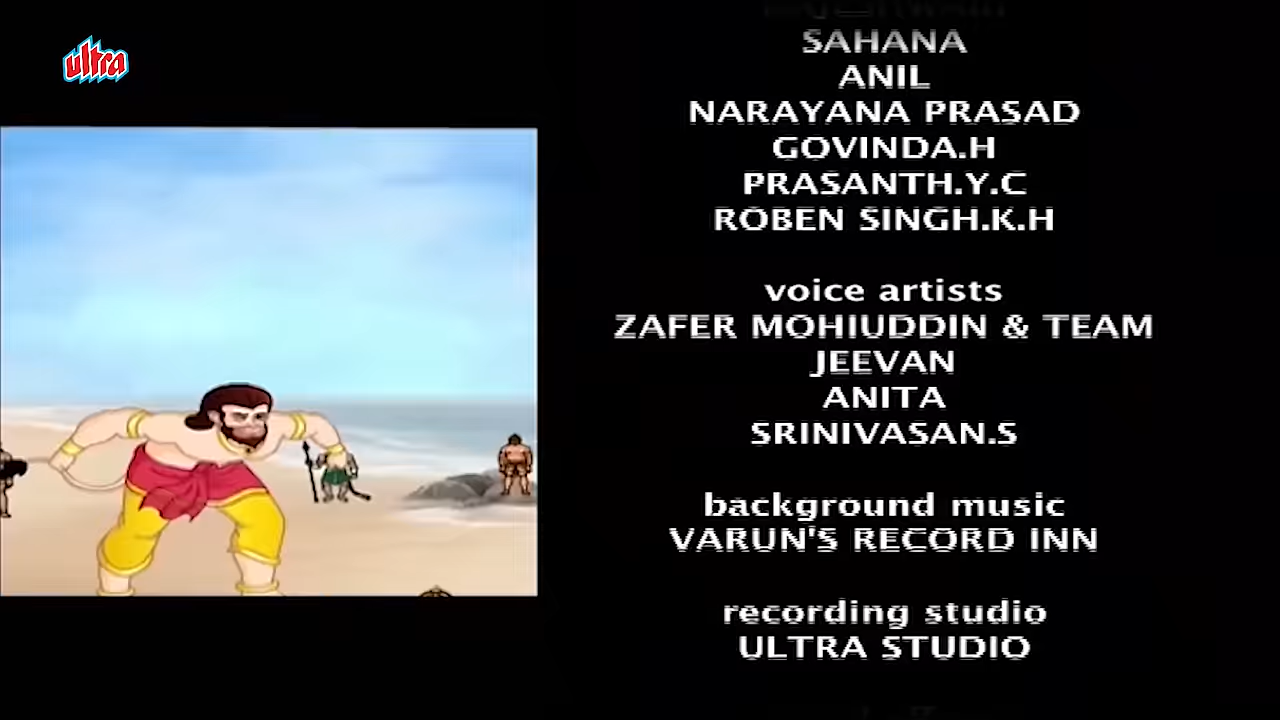 ultra
SAHANA
ANIL
NARAYANA PRASAD
GOVINDA.H
PRASANTH.Y.C
ROBEN SINGH.K.H
voice artists
ZAFER MOHIUDDIN & TEAM
JEEVAN
ANITA
SRINIVASAN.S
background music
VARUN'S RECORD INN
recording studio
ULTRA STUDIO